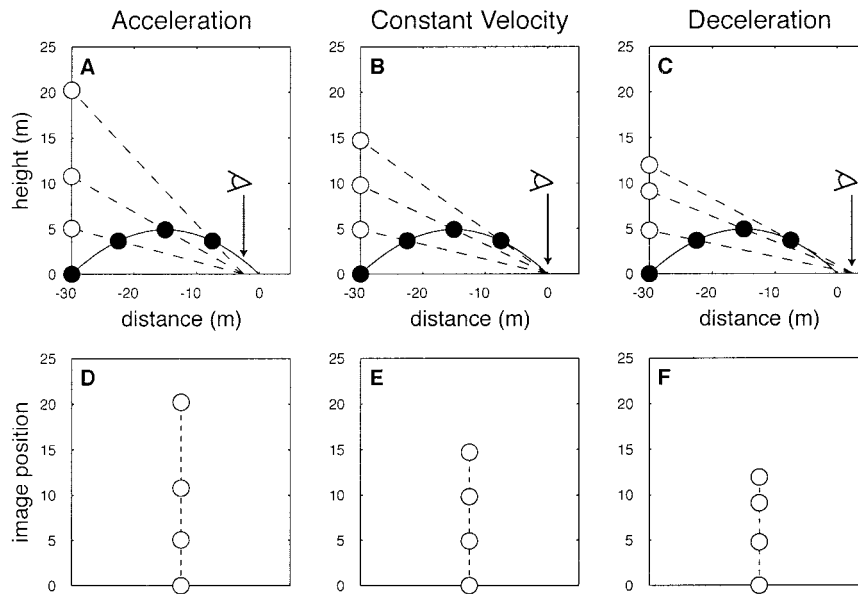 Acceleration Constant Velocity Deceleration
A B C
25 25 25
20 20 20
15 15 15
10 10 10
5 5 5
0 0 0
height (m)
-30 -20 -10 0 -30 -20 -10 0 -30 -20 -10 0
distance (m) distance (m) distance (m)
D E F
25 25 25
20 20 20
15 15 15
10 10 10
5 5 5
0 0 0
image position